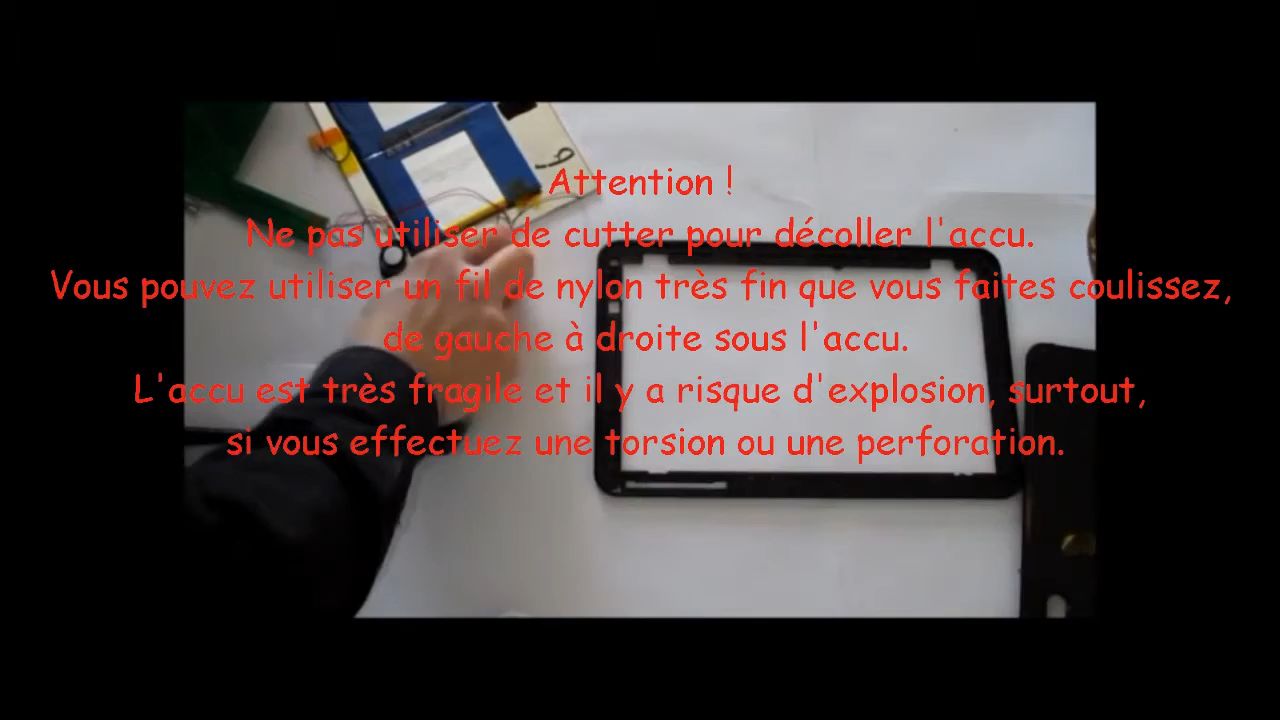 Attention !
Ne pas utiliser de cutter pour décoller l'accu.
Vous pouvez utiliser un fil de nylon très fin que vous faites coulissez,
de gauche à droite sous l'accu.
L'accu est très fragile et il y a risque d'explosion, surtout,
si vous effectuez une torsion ou une perforation.